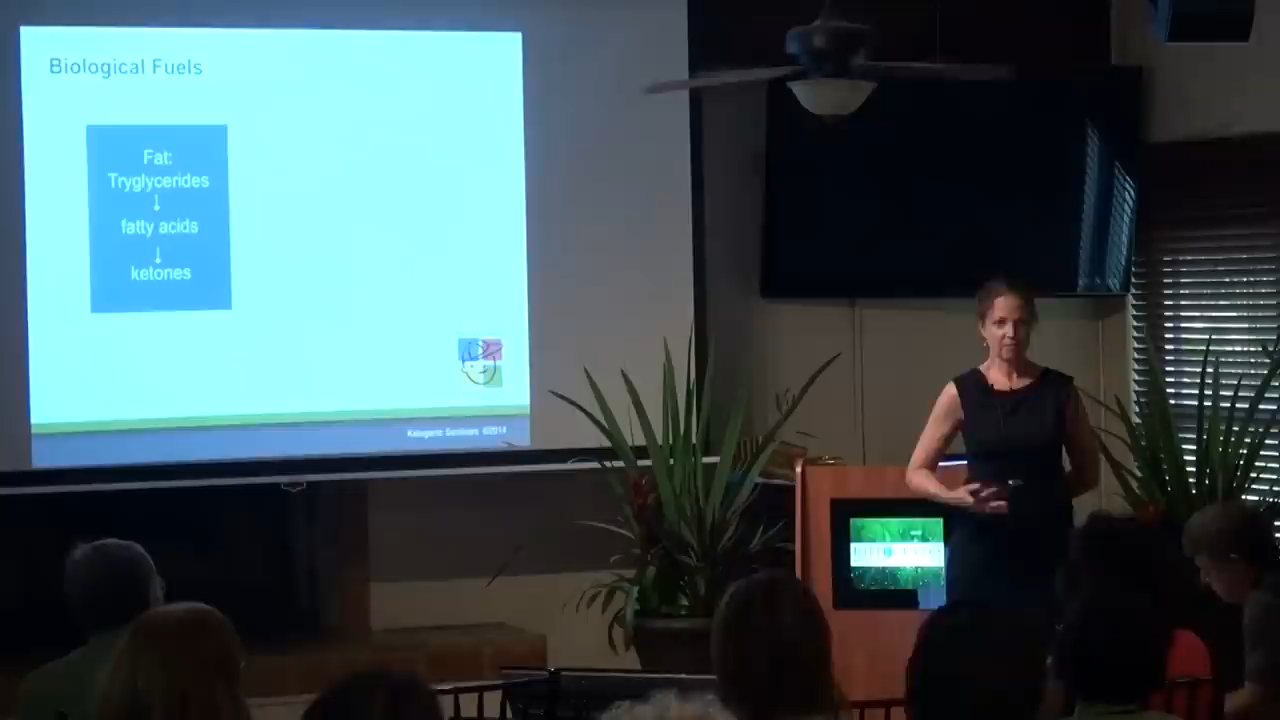 Biological Fuels
Fat:
Tryglycerides
↓
fatty acids
↓
ketones
Ketogenic Seminars ©2014